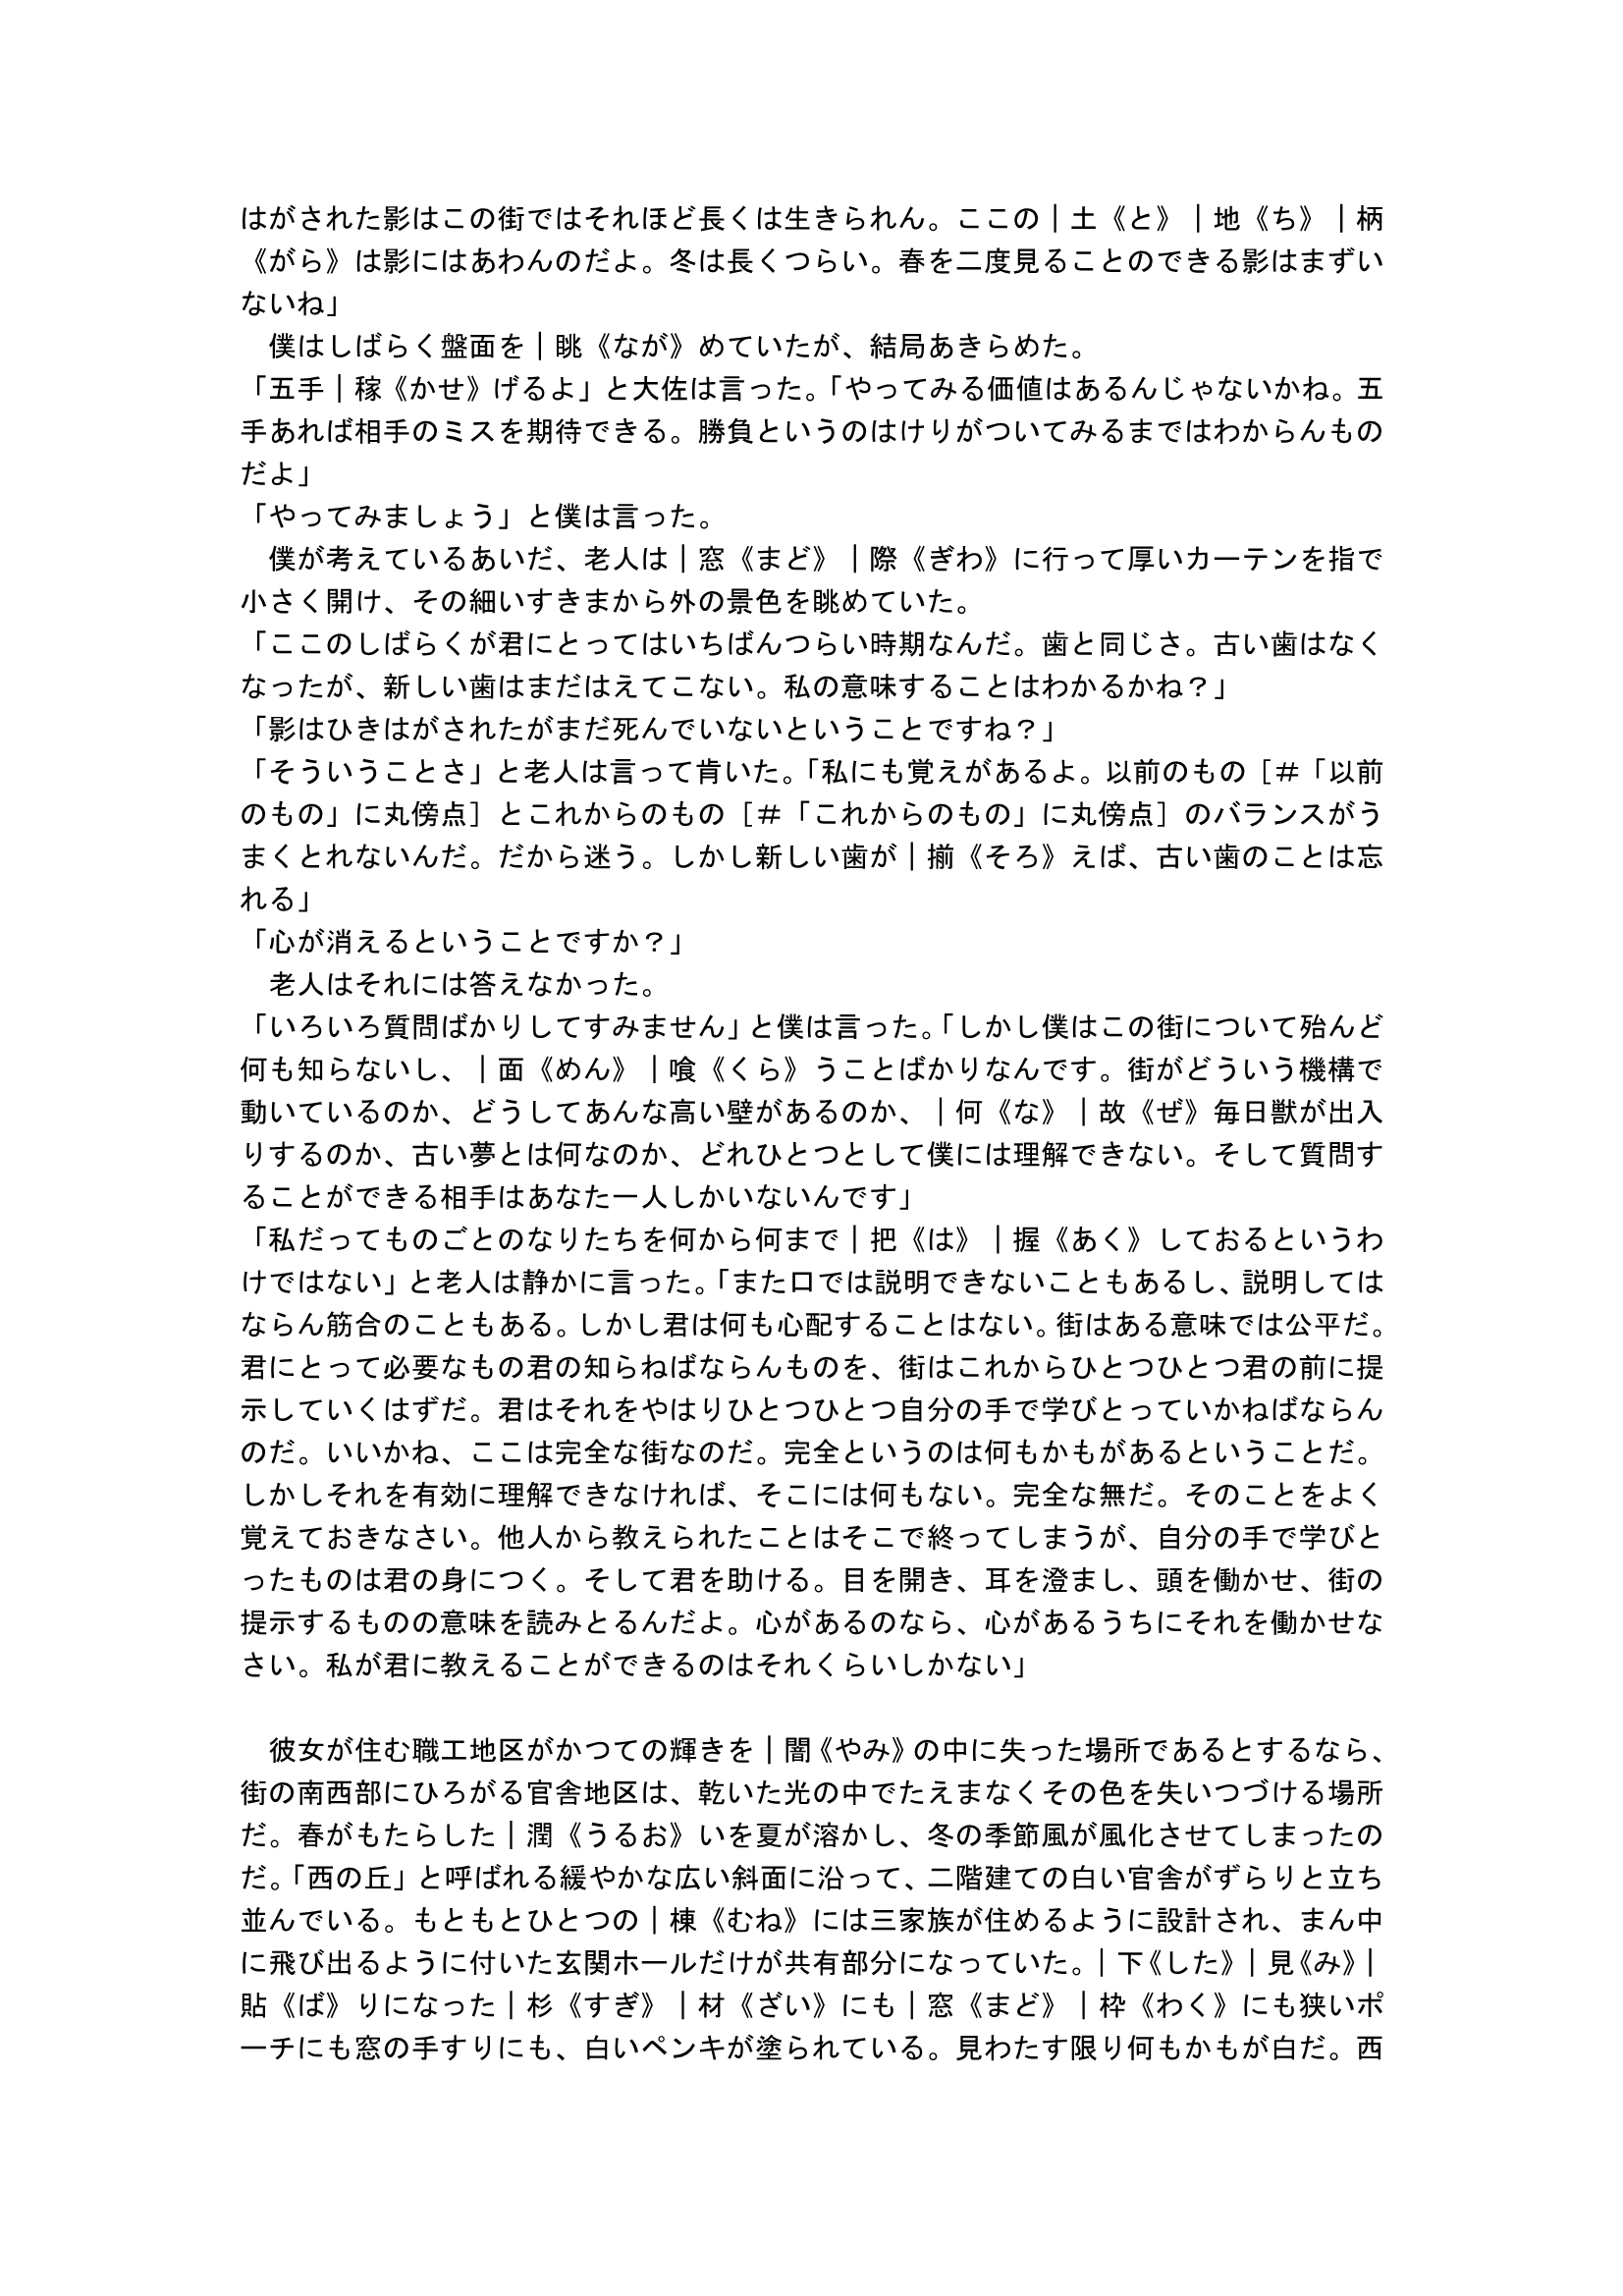 はがされた影はこの街ではそれほど長くは生きられん。ここの｜土《と》｜地《ち》｜柄
《がら》は影にはあわんのだよ。冬は長くつらい。春を二度見ることのできる影はまずい
ないね」
　僕はしばらく盤面を｜眺《なが》めていたが、結局あきらめた。
「五手｜稼《かせ》げるよ」と大佐は言った。「やってみる価値はあるんじゃないかね。五
手あれば相手のミスを期待できる。勝負というのはけりがついてみるまではわからんもの
だよ」
「やってみましょう」と僕は言った。
　僕が考えているあいだ、老人は｜窓《まど》｜際《ぎわ》に行って厚いカーテンを指で
小さく開け、その細いすきまから外の景色を眺めていた。
「ここのしばらくが君にとってはいちばんつらい時期なんだ。歯と同じさ。古い歯はなく
なったが、新しい歯はまだはえてこない。私の意味することはわかるかね？」
「影はひきはがされたがまだ死んでいないということですね？」
「そういうことさ」と老人は言って肯いた。「私にも覚えがあるよ。以前のもの［＃「以前
のもの」に丸傍点］とこれからのもの［＃「これからのもの」に丸傍点］のバランスがう
まくとれないんだ。だから迷う。しかし新しい歯が｜揃《そろ》えば、古い歯のことは忘
れる」
「心が消えるということですか？」
　老人はそれには答えなかった。
「いろいろ質問ばかりしてすみません」と僕は言った。「しかし僕はこの街について殆んど
何も知らないし、｜面《めん》｜喰《くら》うことばかりなんです。街がどういう機構で
動いているのか、どうしてあんな高い壁があるのか、｜何《な》｜故《ぜ》毎日獣が出入
りするのか、古い夢とは何なのか、どれひとつとして僕には理解できない。そして質問す
ることができる相手はあなた一人しかいないんです」
「私だってものごとのなりたちを何から何まで｜把《は》｜握《あく》しておるというわ
けではない」と老人は静かに言った。「また口では説明できないこともあるし、説明しては
ならん筋合のこともある。しかし君は何も心配することはない。街はある意味では公平だ。
君にとって必要なもの君の知らねばならんものを、街はこれからひとつひとつ君の前に提
示していくはずだ。君はそれをやはりひとつひとつ自分の手で学びとっていかねばならん
のだ。いいかね、ここは完全な街なのだ。完全というのは何もかもがあるということだ。
しかしそれを有効に理解できなければ、そこには何もない。完全な無だ。そのことをよく
覚えておきなさい。他人から教えられたことはそこで終ってしまうが、自分の手で学びと
ったものは君の身につく。そして君を助ける。目を開き、耳を澄まし、頭を働かせ、街の
提示するものの意味を読みとるんだよ。心があるのなら、心があるうちにそれを働かせな
さい。私が君に教えることができるのはそれくらいしかない」

　彼女が住む職工地区がかつての輝きを｜闇《やみ》の中に失った場所であるとするなら、
街の南西部にひろがる官舎地区は、乾いた光の中でたえまなくその色を失いつづける場所
だ。春がもたらした｜潤《うるお》いを夏が溶かし、冬の季節風が風化させてしまったの
だ。「西の丘」と呼ばれる緩やかな広い斜面に沿って、二階建ての白い官舎がずらりと立ち
並んでいる。もともとひとつの｜棟《むね》には三家族が住めるように設計され、まん中
に飛び出るように付いた玄関ホールだけが共有部分になっていた。｜下《した》｜見《み》｜
貼《ば》りになった｜杉《すぎ》｜材《ざい》にも｜窓《まど》｜枠《わく》にも狭いポ
ーチにも窓の手すりにも、白いペンキが塗られている。見わたす限り何もかもが白だ。西